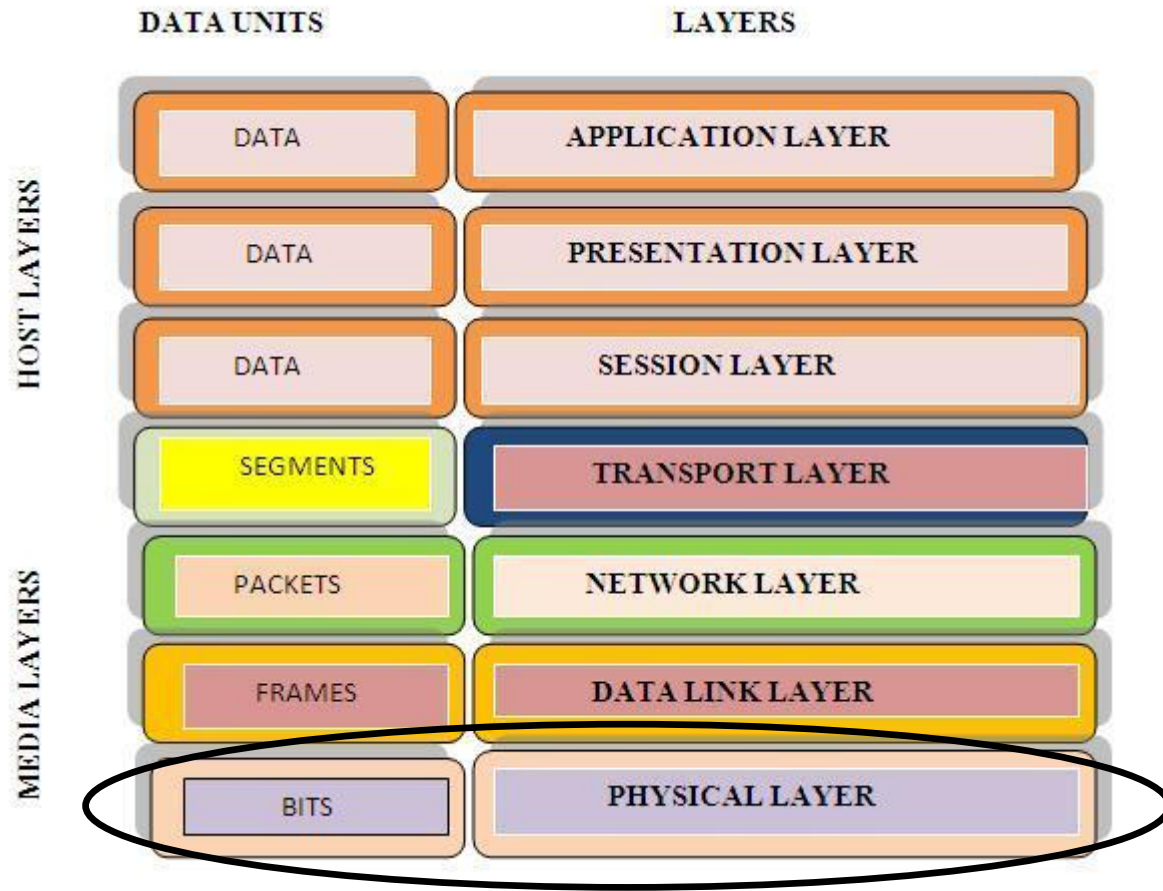 DATA UNITS LAYERS
HOST LAYERS
DATA APPLICATION LAYER
DATA PRESENTATION LAYER
DATA SESSION LAYER
SEGMENTS TRANSPORT LAYER
MEDIA LAYERS
PACKETS NETWORK LAYER
FRAMES DATA LINK LAYER
BITS PHYSICAL LAYER